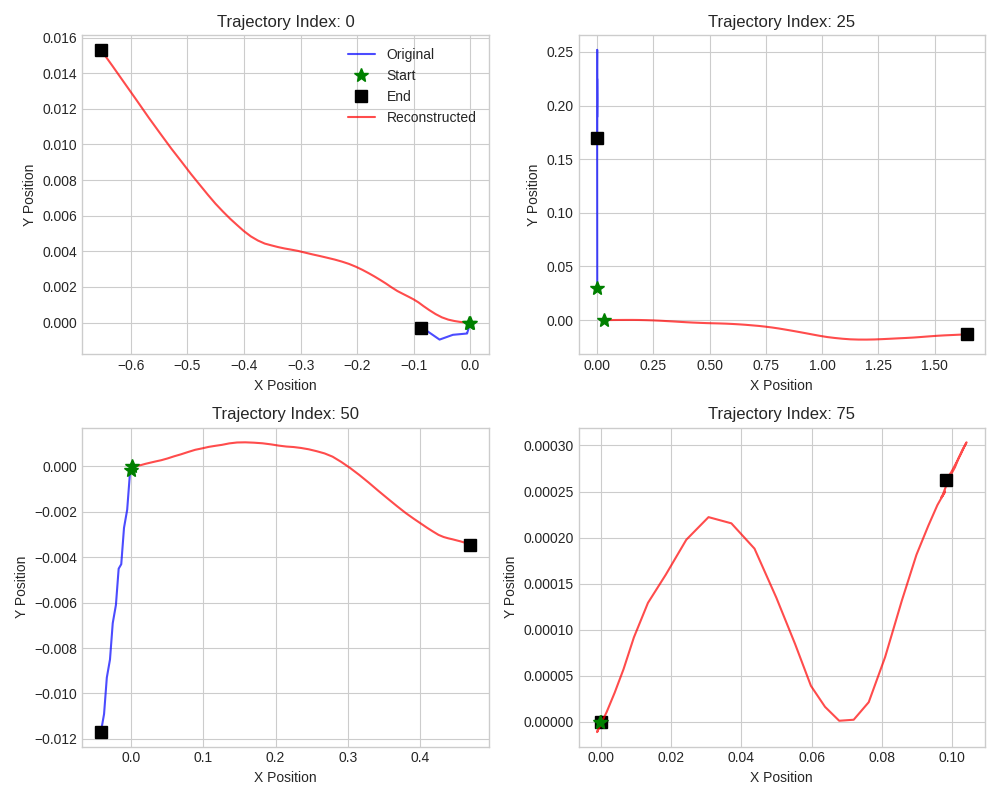 Trajectory Index: 0
0.016
0.014
0.012
0.010
0.008
0.006
0.004
0.002
0.000
Y Position
−0.6 −0.5 −0.4 −0.3 −0.2 −0.1 0.0
X Position
Original
Start
End
Reconstructed
Trajectory Index: 25
0.25
0.20
0.15
0.10
0.05
0.00
Y Position
0.00 0.25 0.50 0.75 1.00 1.25 1.50
X Position
Trajectory Index: 50
0.000
−0.002
−0.004
−0.006
−0.008
−0.010
−0.012
Y Position
0.0 0.1 0.2 0.3 0.4
X Position
Trajectory Index: 75
0.00030
0.00025
0.00020
0.00015
0.00010
0.00005
0.00000
Y Position
0.00 0.02 0.04 0.06 0.08 0.10
X Position